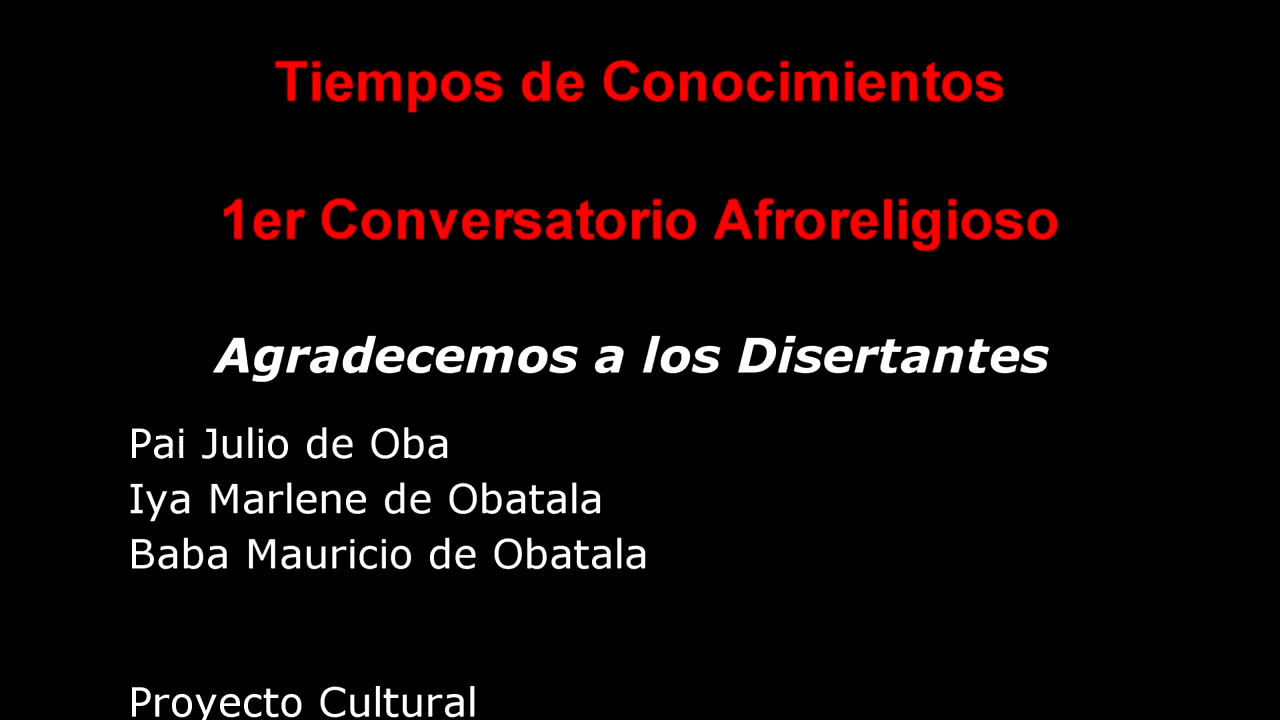 Tiempos de Conocimientos
1er Conversatorio Afroreligioso
Agradecemos a los Disertantes
Pai Julio de Oba
Iya Marlene de Obatala
Baba Mauricio de Obatala
Proyecto Cultural